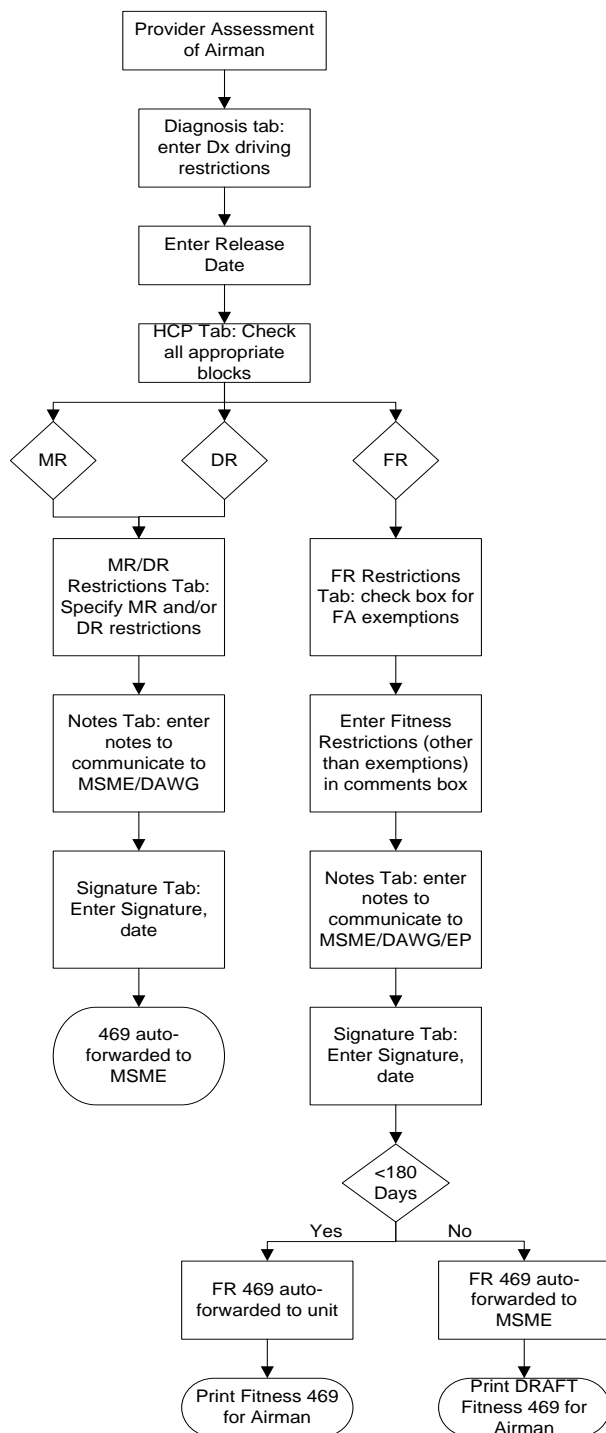 Provider Assessment
of Airman
Diagnosis tab:
enter Dx driving
restrictions
Enter Release
Date
HCP Tab: Check
all appropriate
blocks
MR
DR
FR
MR/DR
Restrictions Tab:
Specify MR and/or
DR restrictions
Notes Tab: enter
notes to
communicate to
MSME/DAWG
Signature Tab:
Enter Signature,
date
469 auto-
forwarded to
MSME
FR Restrictions
Tab: check box for
FA exemptions
Enter Fitness
Restrictions (other
than exemptions)
in comments box
Notes Tab: enter
notes to
communicate to
MSME/DAWG/EP
Signature Tab:
Enter Signature,
date
<180
Days
Yes
No
FR 469 auto-
forwarded to unit
Print Fitness 469
for Airman
FR 469 auto-
forwarded to
MSME
Print DRAFT
Fitness 469 for
Airman